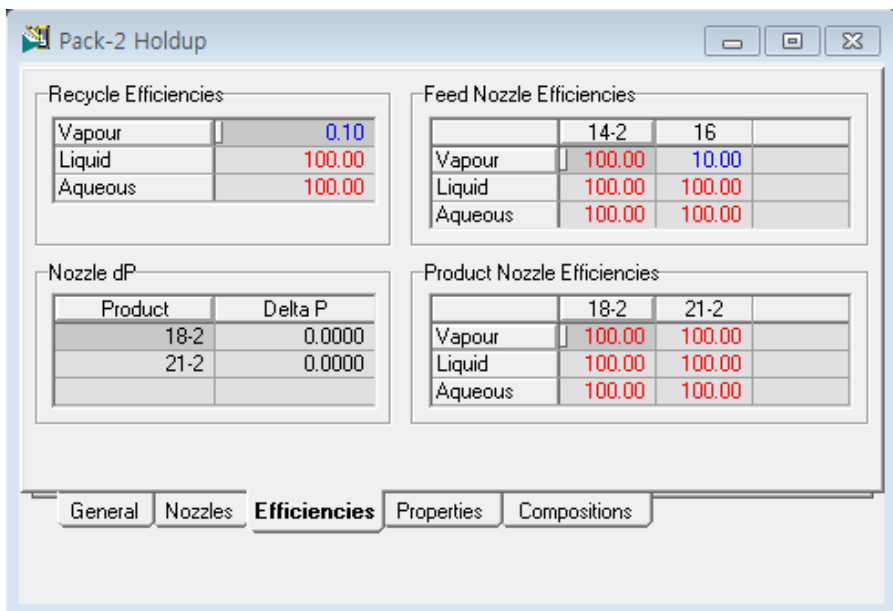 Pack-2 Holdup
Recycle Efficiencies
Vapour 0.10
Liquid 100.00
Aqueous 100.00
Feed Nozzle Efficiencies
14-2 16
Vapour 100.00 10.00
Liquid 100.00 100.00
Aqueous 100.00 100.00
Nozzle dP
Product Delta P
18-2 0.0000
21-2 0.0000
Product Nozzle Efficiencies
18-2 21-2
Vapour 100.00 100.00
Liquid 100.00 100.00
Aqueous 100.00 100.00
General Nozzles Efficiencies Properties Compositions